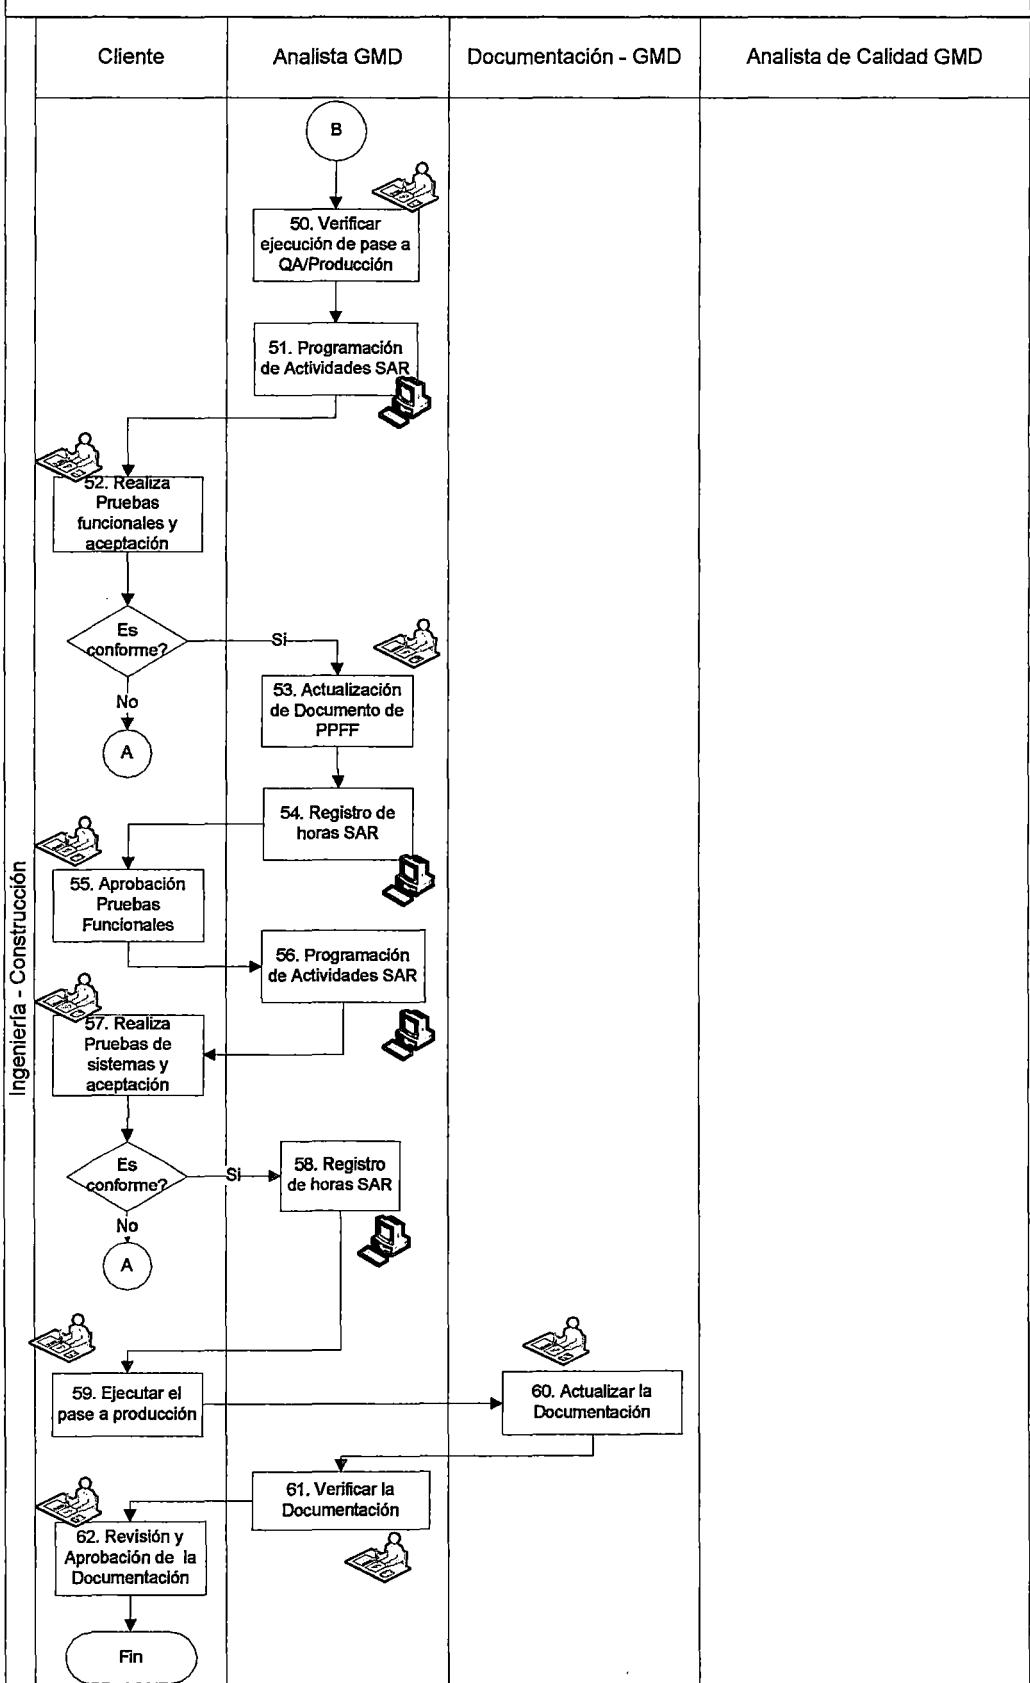 Cliente
Analista GMD
Documentación - GMD
Analista de Calidad GMD
Ingeniería - Construcción
B
50. Verificar
ejecución de pase a
QA/Producción
51. Programación
de Actividades SAR
52. Realiza
Pruebas
funcionales y
aceptación
Es
conforme?
Si
No
A
53. Actualización
de Documento de
PPFF
54. Registro de
horas SAR
55. Aprobación
Pruebas
Funcionales
56. Programación
de Actividades SAR
57. Realiza
Pruebas de
sistemas y
aceptación
Es
conforme?
Si
No
A
58. Registro
de horas SAR
59. Ejecutar el
pase a producción
60. Actualizar la
Documentación
61. Verificar la
Documentación
62. Revisión y
Aprobación de la
Documentación
Fin